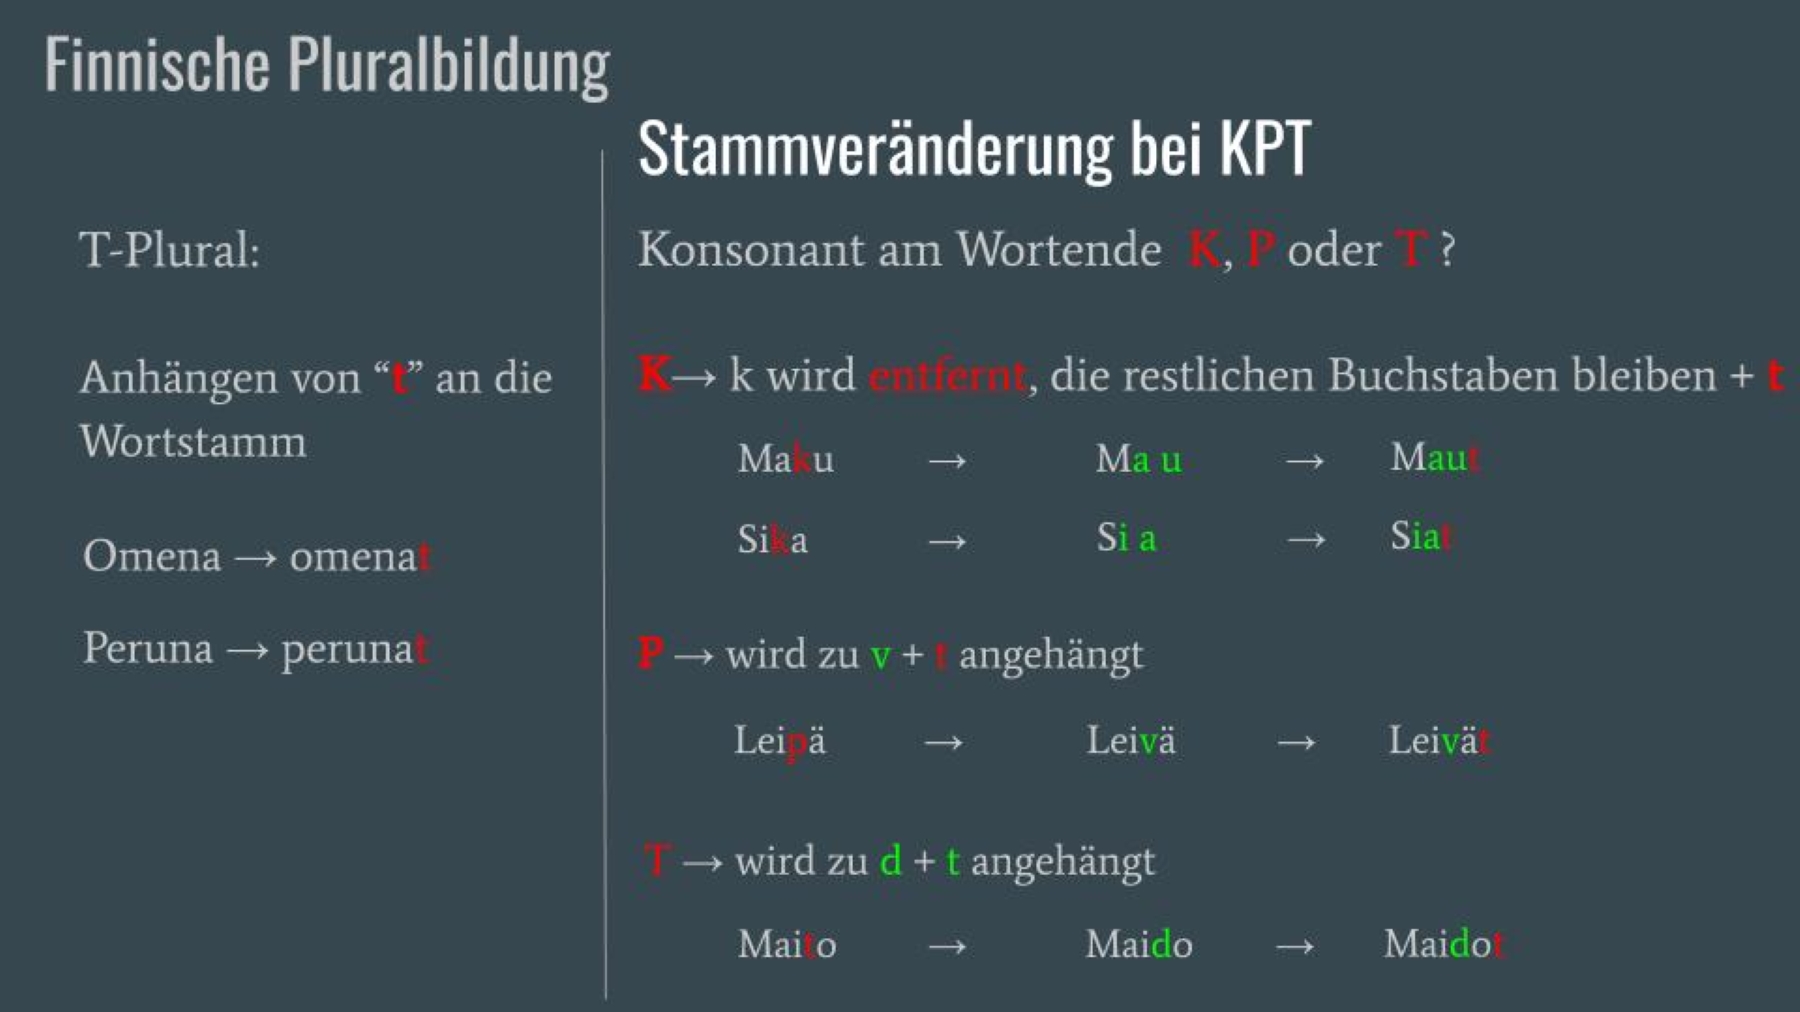 Finnische Pluralbildung
T-Plural:
Anhängen von “t” an die
Wortstamm
Omena → omenat
Peruna → perunat
Stammveränderung bei KPT
Konsonant am Wortende K, P oder T ?
K→ k wird entfernt, die restlichen Buchstaben bleiben + t
Maku → Ma u → Maut
Sika → Si a → Siat
P → wird zu v + t angehängt
Leipä → Leivä → Leivät
T → wird zu d + t angehängt
Maito → Maido → Maidot